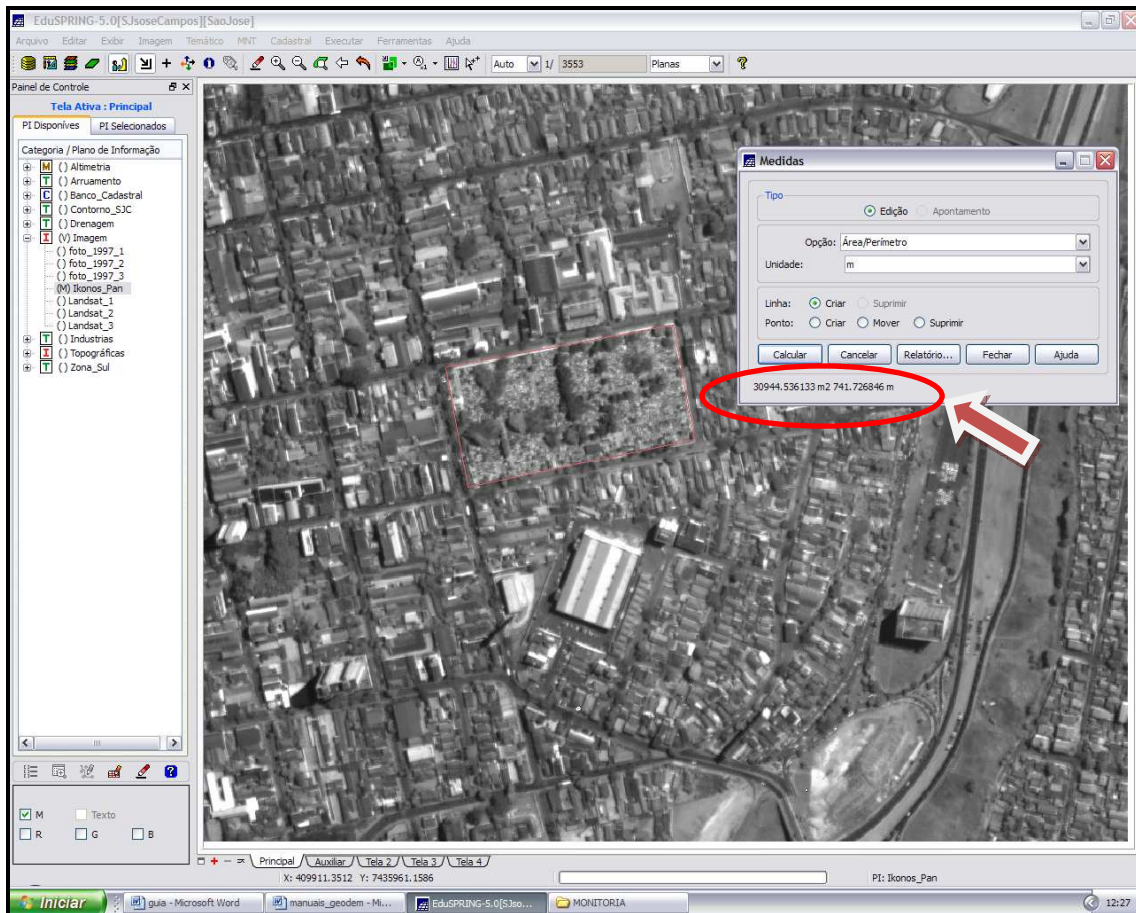 EduSPRING-5.0[SJsoseCampos][SaoJose]
Arquivo Editar Exibir Imagem Temático MNT Cadastral Executar Ferramentas Ajuda
Auto 1/ 3553 Planas
Painel de Controle
Tela Ativa : Principal
PI Disponíves PI Selecionados
Categoria / Plano de Informação
M () Altimetria
T () Arruamento
C () Banco_Cadastral
T () Contorno_SJC
T () Drenagem
I (V) Imagem
() foto_1997_1
() foto_1997_2
() foto_1997_3
(M) Ikonos_Pan
() Landsat_1
() Landsat_2
() Landsat_3
T () Industrias
I () Topográficas
T () Zona_Sul
M Texto
R G B
Medidas
Tipo
Edição Apontamento
Opção: Área/Perímetro
Unidade: m
Linha: Criar Suprimir
Ponto: Criar Mover Suprimir
Calcular Cancelar Relatório... Fechar Ajuda
30944.536133 m2 741.726846 m
Principal Auxiliar Tela 2 Tela 3 Tela 4
X: 409911.3512 Y: 7435961.1586 PI: Ikonos_Pan
Iniciar guia - Microsoft Word manuais_geodem - Mi... EduSPRING-5.0[SJso... MONITORIA 12:27